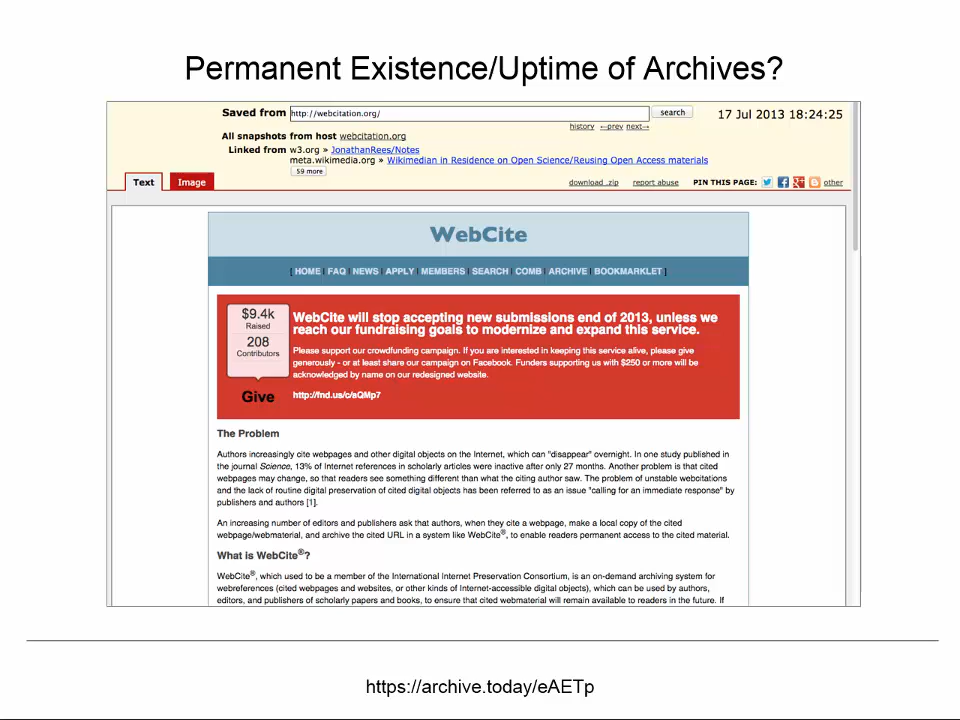 Permanent Existence/Uptime of Archives?
Saved from http://webcitation.org/ search 17 Jul 2013 18:24:25
history ←prev next→
All snapshots from host webcitation.org
Linked from w3.org » JonathanRees/Notes
meta.wikimedia.org » Wikimedian in Residence on Open Science/Reusing Open Access materials
59 more
Text Image download .zip report abuse PIN THIS PAGE: other
WebCite
[ HOME | FAQ | NEWS | APPLY | MEMBERS | SEARCH | COMB | ARCHIVE | BOOKMARKLET ]
$9.4k
Raised
208
Contributors
Give
WebCite will stop accepting new submissions end of 2013, unless we
reach our fundraising goals to modernize and expand this service.
Please support our crowdfunding campaign. If you are interested in keeping this service alive, please give
generously - or at least share our campaign on Facebook. Funders supporting us with $250 or more will be
acknowledged by name on our redesigned website.
http://fnd.us/c/aQMp7
The Problem
Authors increasingly cite webpages and other digital objects on the Internet, which can "disappear" overnight. In one study published in
the journal Science, 13% of Internet references in scholarly articles were inactive after only 27 months. Another problem is that cited
webpages may change, so that readers see something different than what the citing author saw. The problem of unstable webcitations
and the lack of routine digital preservation of cited digital objects has been referred to as an issue "calling for an immediate response" by
publishers and authors [1].
An increasing number of editors and publishers ask that authors, when they cite a webpage, make a local copy of the cited
webpage/webmaterial, and archive the cited URL in a system like WebCite®, to enable readers permanent access to the cited material.
What is WebCite®?
WebCite®, which used to be a member of the International Internet Preservation Consortium, is an on-demand archiving system for
webreferences (cited webpages and websites, or other kinds of Internet-accessible digital objects), which can be used by authors,
editors, and publishers of scholarly papers and books, to ensure that cited webmaterial will remain available to readers in the future. If
https://archive.today/eAETp